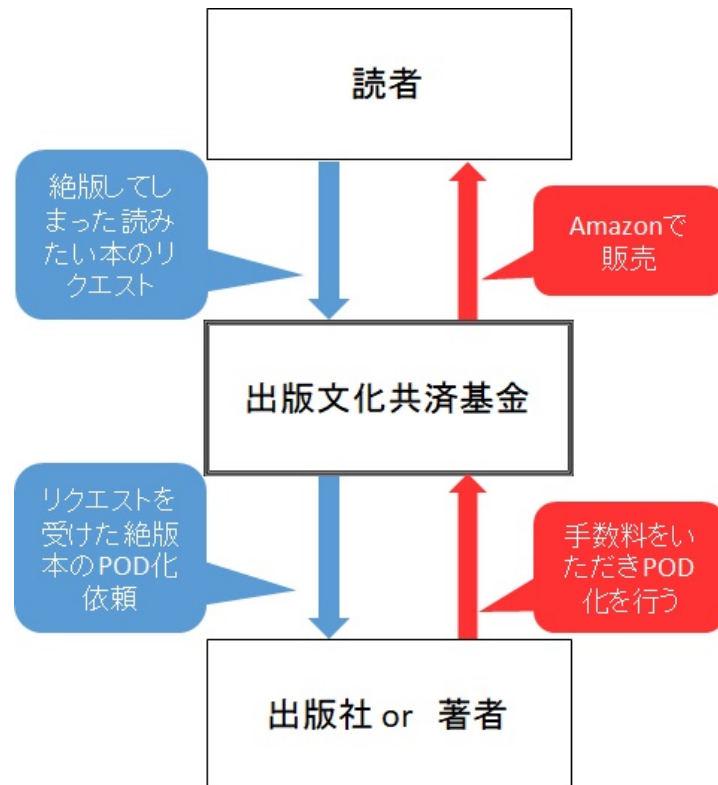 読者
絶版してし
まった読み
たい本のリ
クエスト
Amazonで
販売
出版文化共済基金
リクエストを
受けた絶版
本のPOD化
依頼
手数料をい
ただきPOD
化を行う
出版社 or 著者